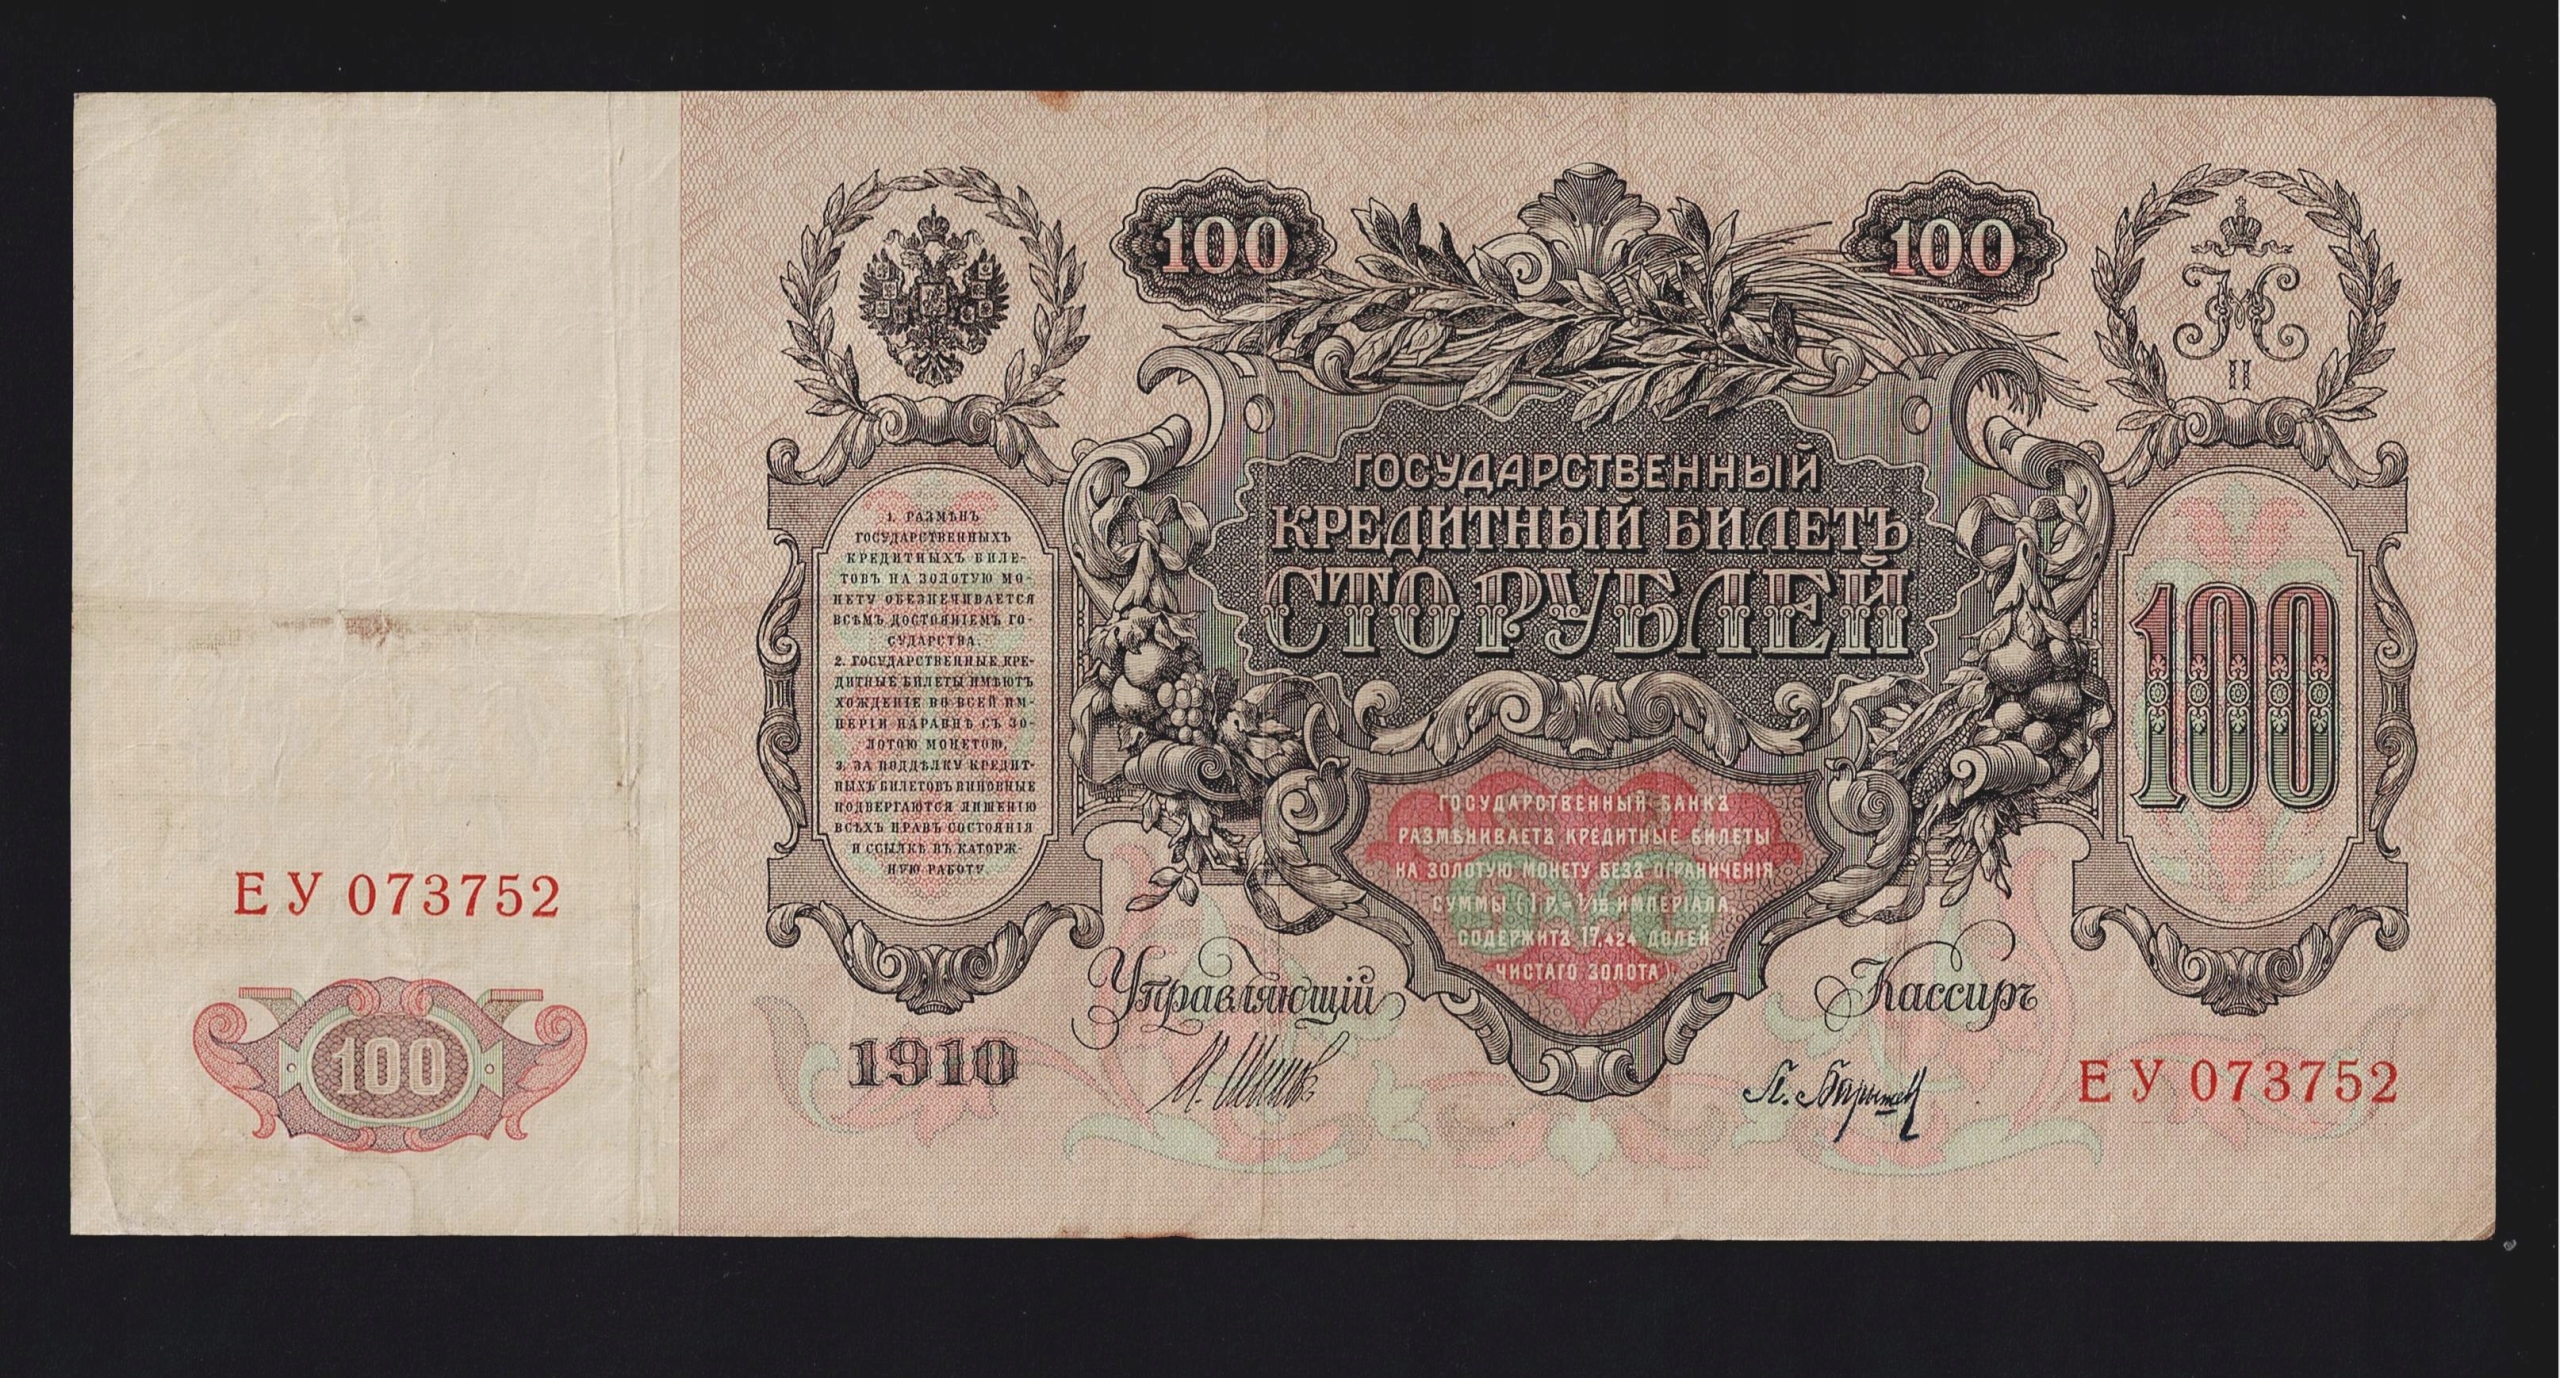 100
100
Н
II
ГОСУДАРСТВЕННЫЙ
КРЕДИТНЫЙ БИЛЕТЪ
СТО РУБЛЕЙ
1. РАЗМѢНЪ
ГОСУДАРСТВЕННЫХЪ
КРЕДИТНЫХЪ БИЛЕ-
ТОВЪ НА ЗОЛОТУЮ МО-
НЕТУ ОБЕЗПЕЧИВАЕТСЯ
ВСѢМЪ ДОСТОЯНІЕМЪ ГО-
СУДАРСТВА.
2. ГОСУДАРСТВЕННЫЕ КРЕ-
ДИТНЫЕ БИЛЕТЫ ИМѢЮТЪ
ХОЖДЕНІЕ ВО ВСЕЙ ИМ-
ПЕРІИ НАРАВНѢ СЪ ЗО-
ЛОТОЮ МОНЕТОЮ.
3. ЗА ПОДДѢЛКУ КРЕДИТ-
НЫХЪ БИЛЕТОВЪ ВИНОВНЫЕ
ПОДВЕРГАЮТСЯ ЛИШЕНІЮ
ВСѢХЪ ПРАВЪ СОСТОЯНІЯ
И ССЫЛКѢ ВЪ КАТОРЖ-
НУЮ РАБОТУ.
100
ГОСУДАРСТВЕННЫЙ БАНКЪ
РАЗМѢНИВАЕТЪ КРЕДИТНЫЕ БИЛЕТЫ
НА ЗОЛОТУЮ МОНЕТУ БЕЗЪ ОГРАНИЧЕНІЯ
СУММЫ (1 Р. = 1/15 ИМПЕРІАЛА,
СОДЕРЖИТЪ 17,424 ДОЛЕЙ
ЧИСТАГО ЗОЛОТА).
ЕУ 073752
100
Управляющій
Кассиръ
1910
И. Шипов
ЕУ 073752